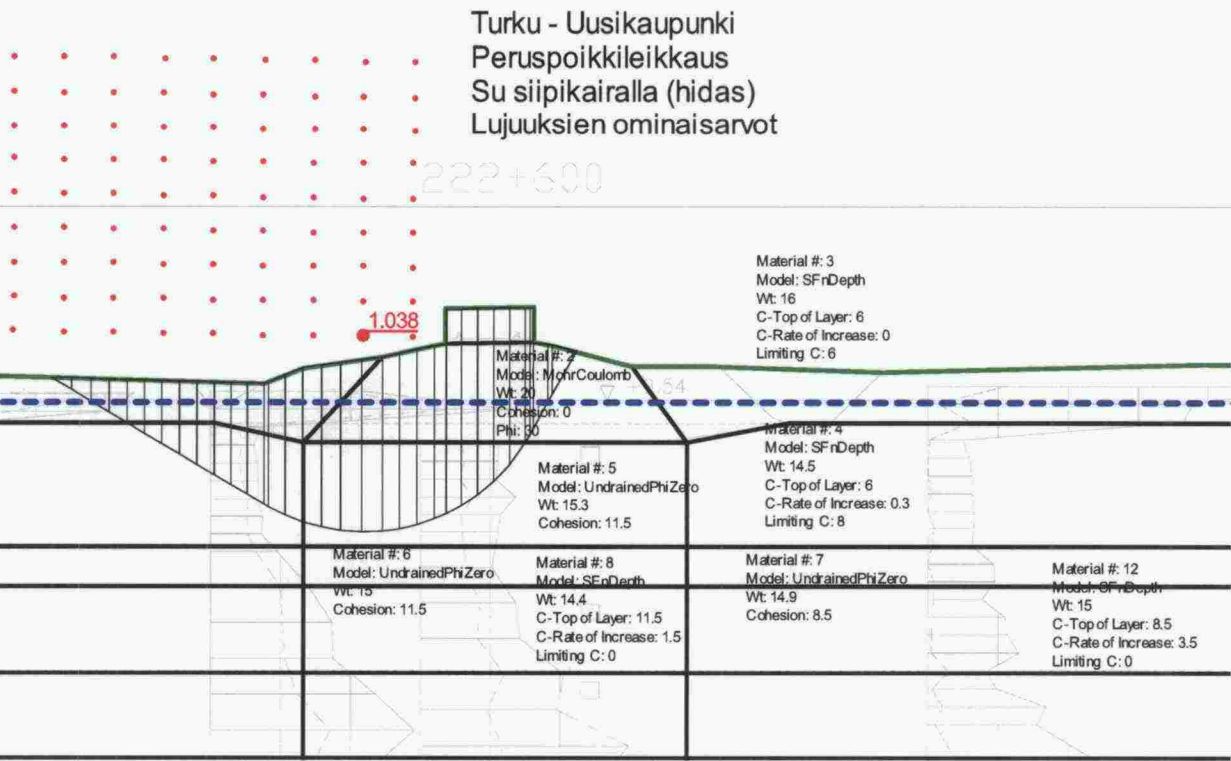 Turku - Uusikaupunki
Peruspoikkileikkaus
Su siipikairalla (hidas)
Lujuuksien ominaisarvot
222+600
Material #: 3
Model: SFnDepth
Wt: 16
C-Top of Layer: 6
C-Rate of Increase: 0
Limiting C: 6
1.038
Material #: 2
Model: MohrCoulomb
Wt: 20
Cohesion: 0
Phi: 30
Material #: 4
Model: SFnDepth
Wt: 14.5
C-Top of Layer: 6
C-Rate of Increase: 0.3
Limiting C: 8
Material #: 5
Model: UndrainedPhiZero
Wt: 15.3
Cohesion: 11.5
Material #: 6
Model: UndrainedPhiZero
Wt: 15
Cohesion: 11.5
Material #: 8
Model: SFnDepth
Wt: 14.4
C-Top of Layer: 11.5
C-Rate of Increase: 1.5
Limiting C: 0
Material #: 7
Model: UndrainedPhiZero
Wt: 14.9
Cohesion: 8.5
Material #: 12
Model: SFnDepth
Wt: 15
C-Top of Layer: 8.5
C-Rate of Increase: 3.5
Limiting C: 0